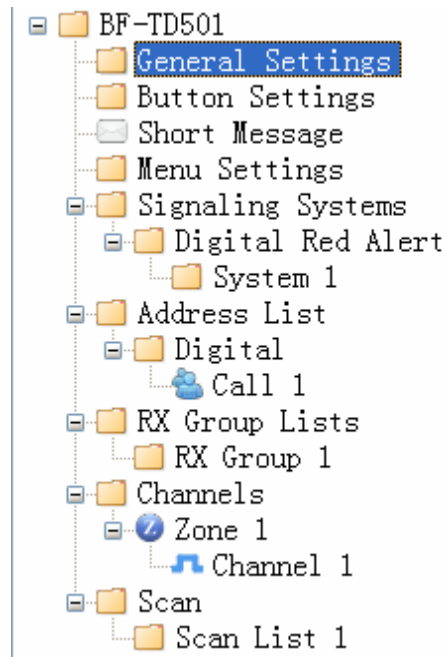 BF-TD501
General Settings
Button Settings
Short Message
Menu Settings
Signaling Systems
Digital Red Alert
System 1
Address List
Digital
Call 1
RX Group Lists
RX Group 1
Channels
Zone 1
Channel 1
Scan
Scan List 1